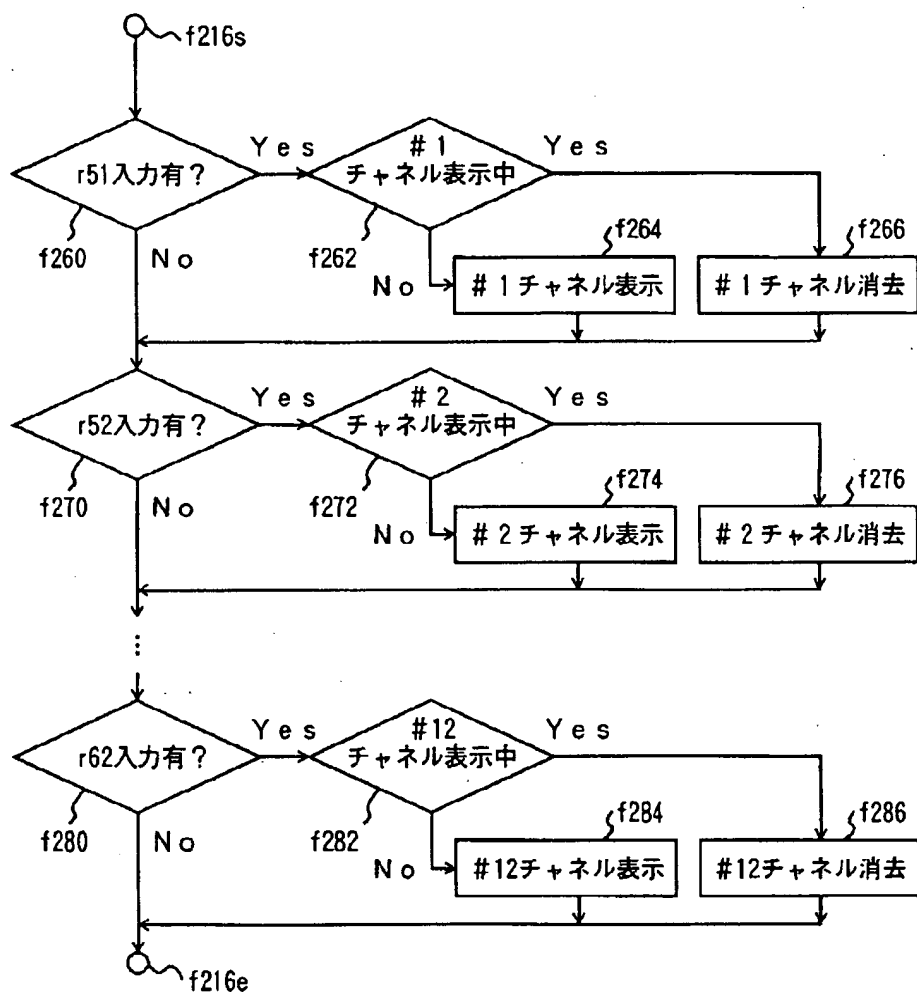 f216s
r51入力有?
Yes
#1
チャネル表示中
Yes
f260
No
f262
No
f264
#1チャネル表示
f266
#1チャネル消去
r52入力有?
Yes
#2
チャネル表示中
Yes
f270
No
f272
No
f274
#2チャネル表示
f276
#2チャネル消去
⋮
r62入力有?
Yes
#12
チャネル表示中
Yes
f280
No
f282
No
f284
#12チャネル表示
f286
#12チャネル消去
f216e